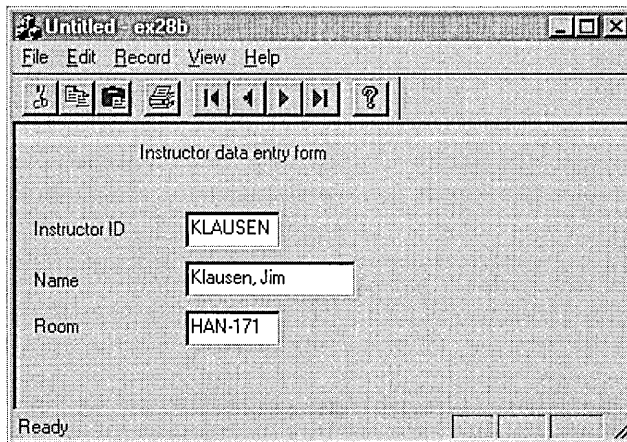 Untitled - ex28b
File Edit Record View Help
Instructor data entry form
Instructor ID KLAUSEN
Name Klausen, Jim
Room HAN-171
Ready